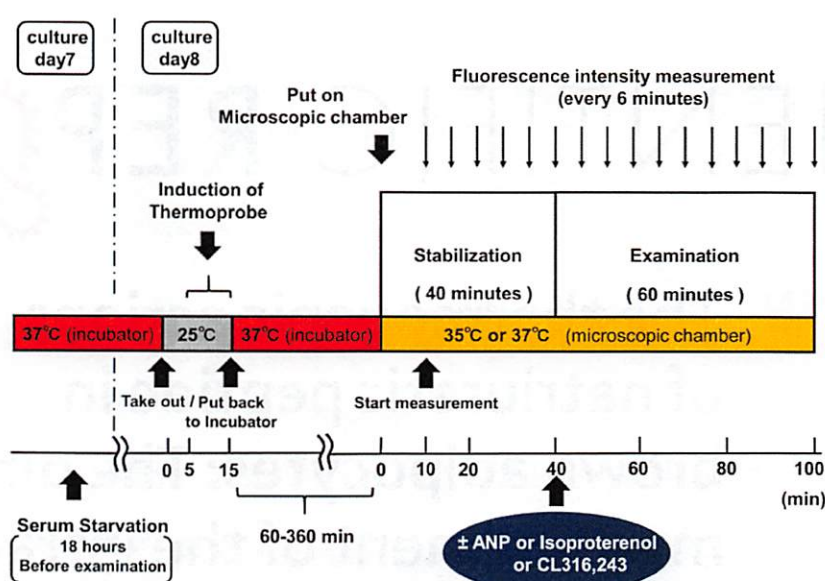 culture
day7
culture
day8
Fluorescence intensity measurement
(every 6 minutes)
Put on
Microscopic chamber
Induction of
Thermoprobe
Stabilization
( 40 minutes )
Examination
( 60 minutes )
37℃ (incubator)
25℃
37℃ (incubator)
35℃ or 37℃ (microscopic chamber)
Take out / Put back
to Incubator
Start measurement
0 5 15 0 10 20 40 60 80 100
(min)
60-360 min
Serum Starvation
18 hours
Before examination
± ANP or Isoproterenol
or CL316,243